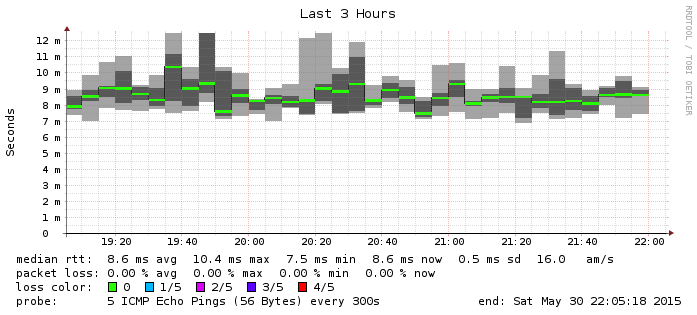 Last 3 Hours
RRDTOOL / TOBI OETIKER
Seconds
12 m
11 m
10 m
9 m
8 m
7 m
6 m
5 m
4 m
3 m
2 m
1 m
0
19:20 19:40 20:00 20:20 20:40 21:00 21:20 21:40 22:00
median rtt: 8.6 ms avg 10.4 ms max 7.5 ms min 8.6 ms now 0.5 ms sd 16.0 am/s
packet loss: 0.00 % avg 0.00 % max 0.00 % min 0.00 % now
loss color: 0 1/5 2/5 3/5 4/5
probe: 5 ICMP Echo Pings (56 Bytes) every 300s end: Sat May 30 22:05:18 2015